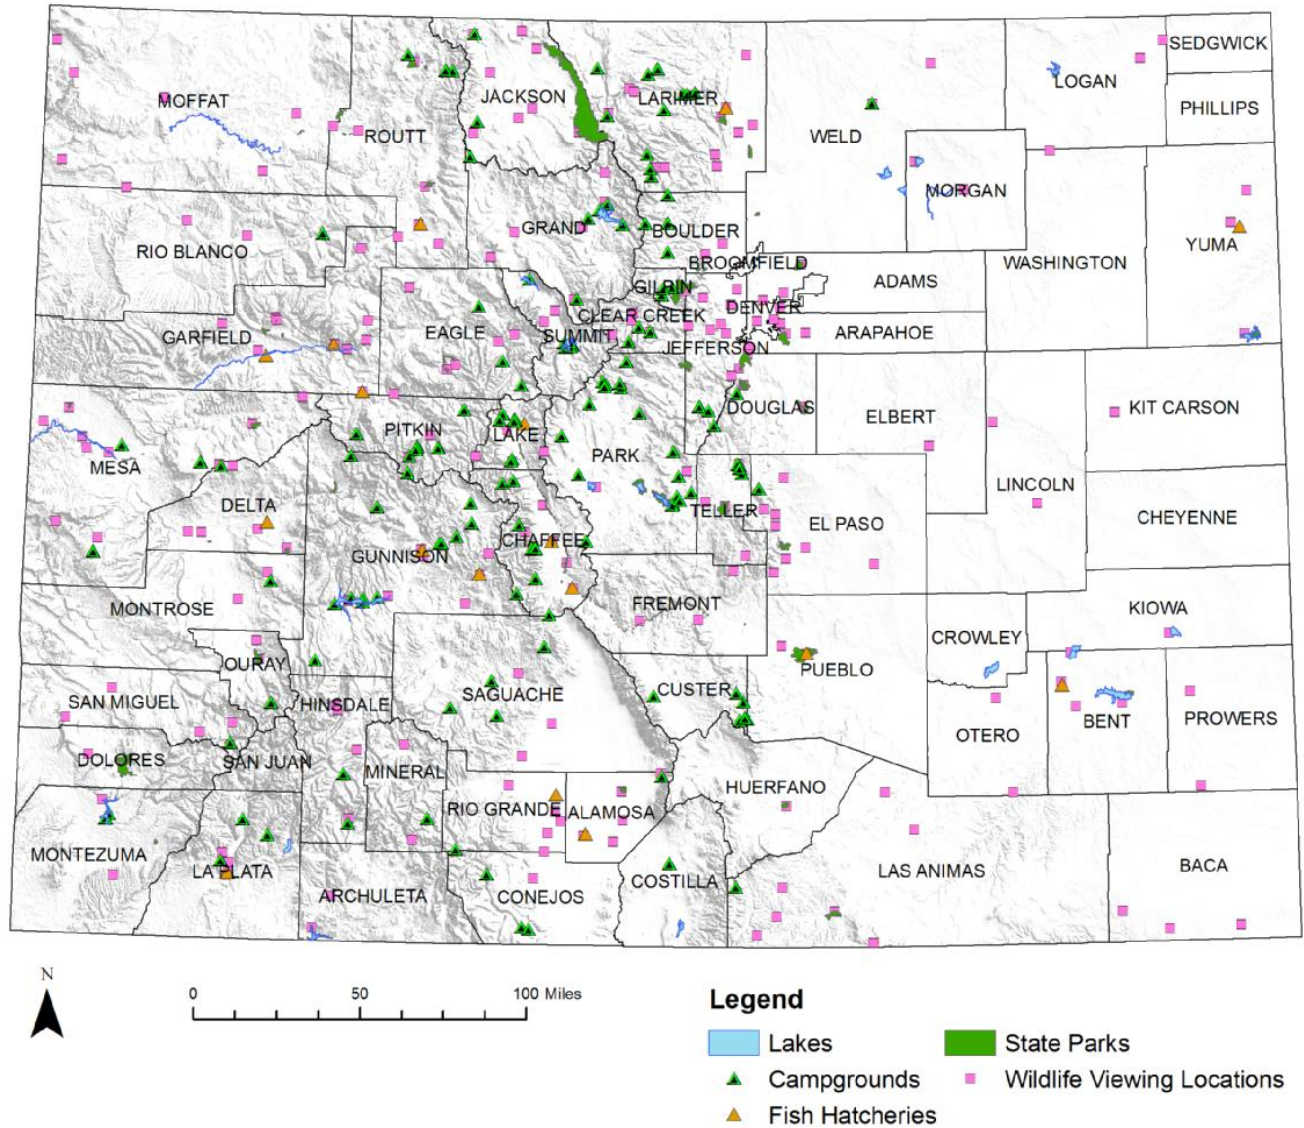 SEDGWICK
LOGAN
JACKSON
MOFFAT
LARIMER
PHILLIPS
ROUTT
WELD
MORGAN
GRAND
BOULDER
YUMA
RIO BLANCO
BROOMFIELD
WASHINGTON
ADAMS
GILPIN
DENVER
CLEAR CREEK
EAGLE
GARFIELD
SUMMIT
ARAPAHOE
JEFFERSON
DOUGLAS
KIT CARSON
ELBERT
PITKIN
LAKE
PARK
MESA
LINCOLN
DELTA
TELLER
CHEYENNE
EL PASO
CHAFFEE
GUNNISON
MONTROSE
FREMONT
KIOWA
CROWLEY
OURAY
PUEBLO
CUSTER
SAGUACHE
SAN MIGUEL
HINSDALE
BENT
PROWERS
OTERO
DOLORES
SAN JUAN
MINERAL
HUERFANO
RIO GRANDE
ALAMOSA
MONTEZUMA
LA PLATA
COSTILLA
LAS ANIMAS
BACA
ARCHULETA
CONEJOS
N
0 50 100 Miles
Legend
Lakes State Parks
Campgrounds Wildlife Viewing Locations
Fish Hatcheries